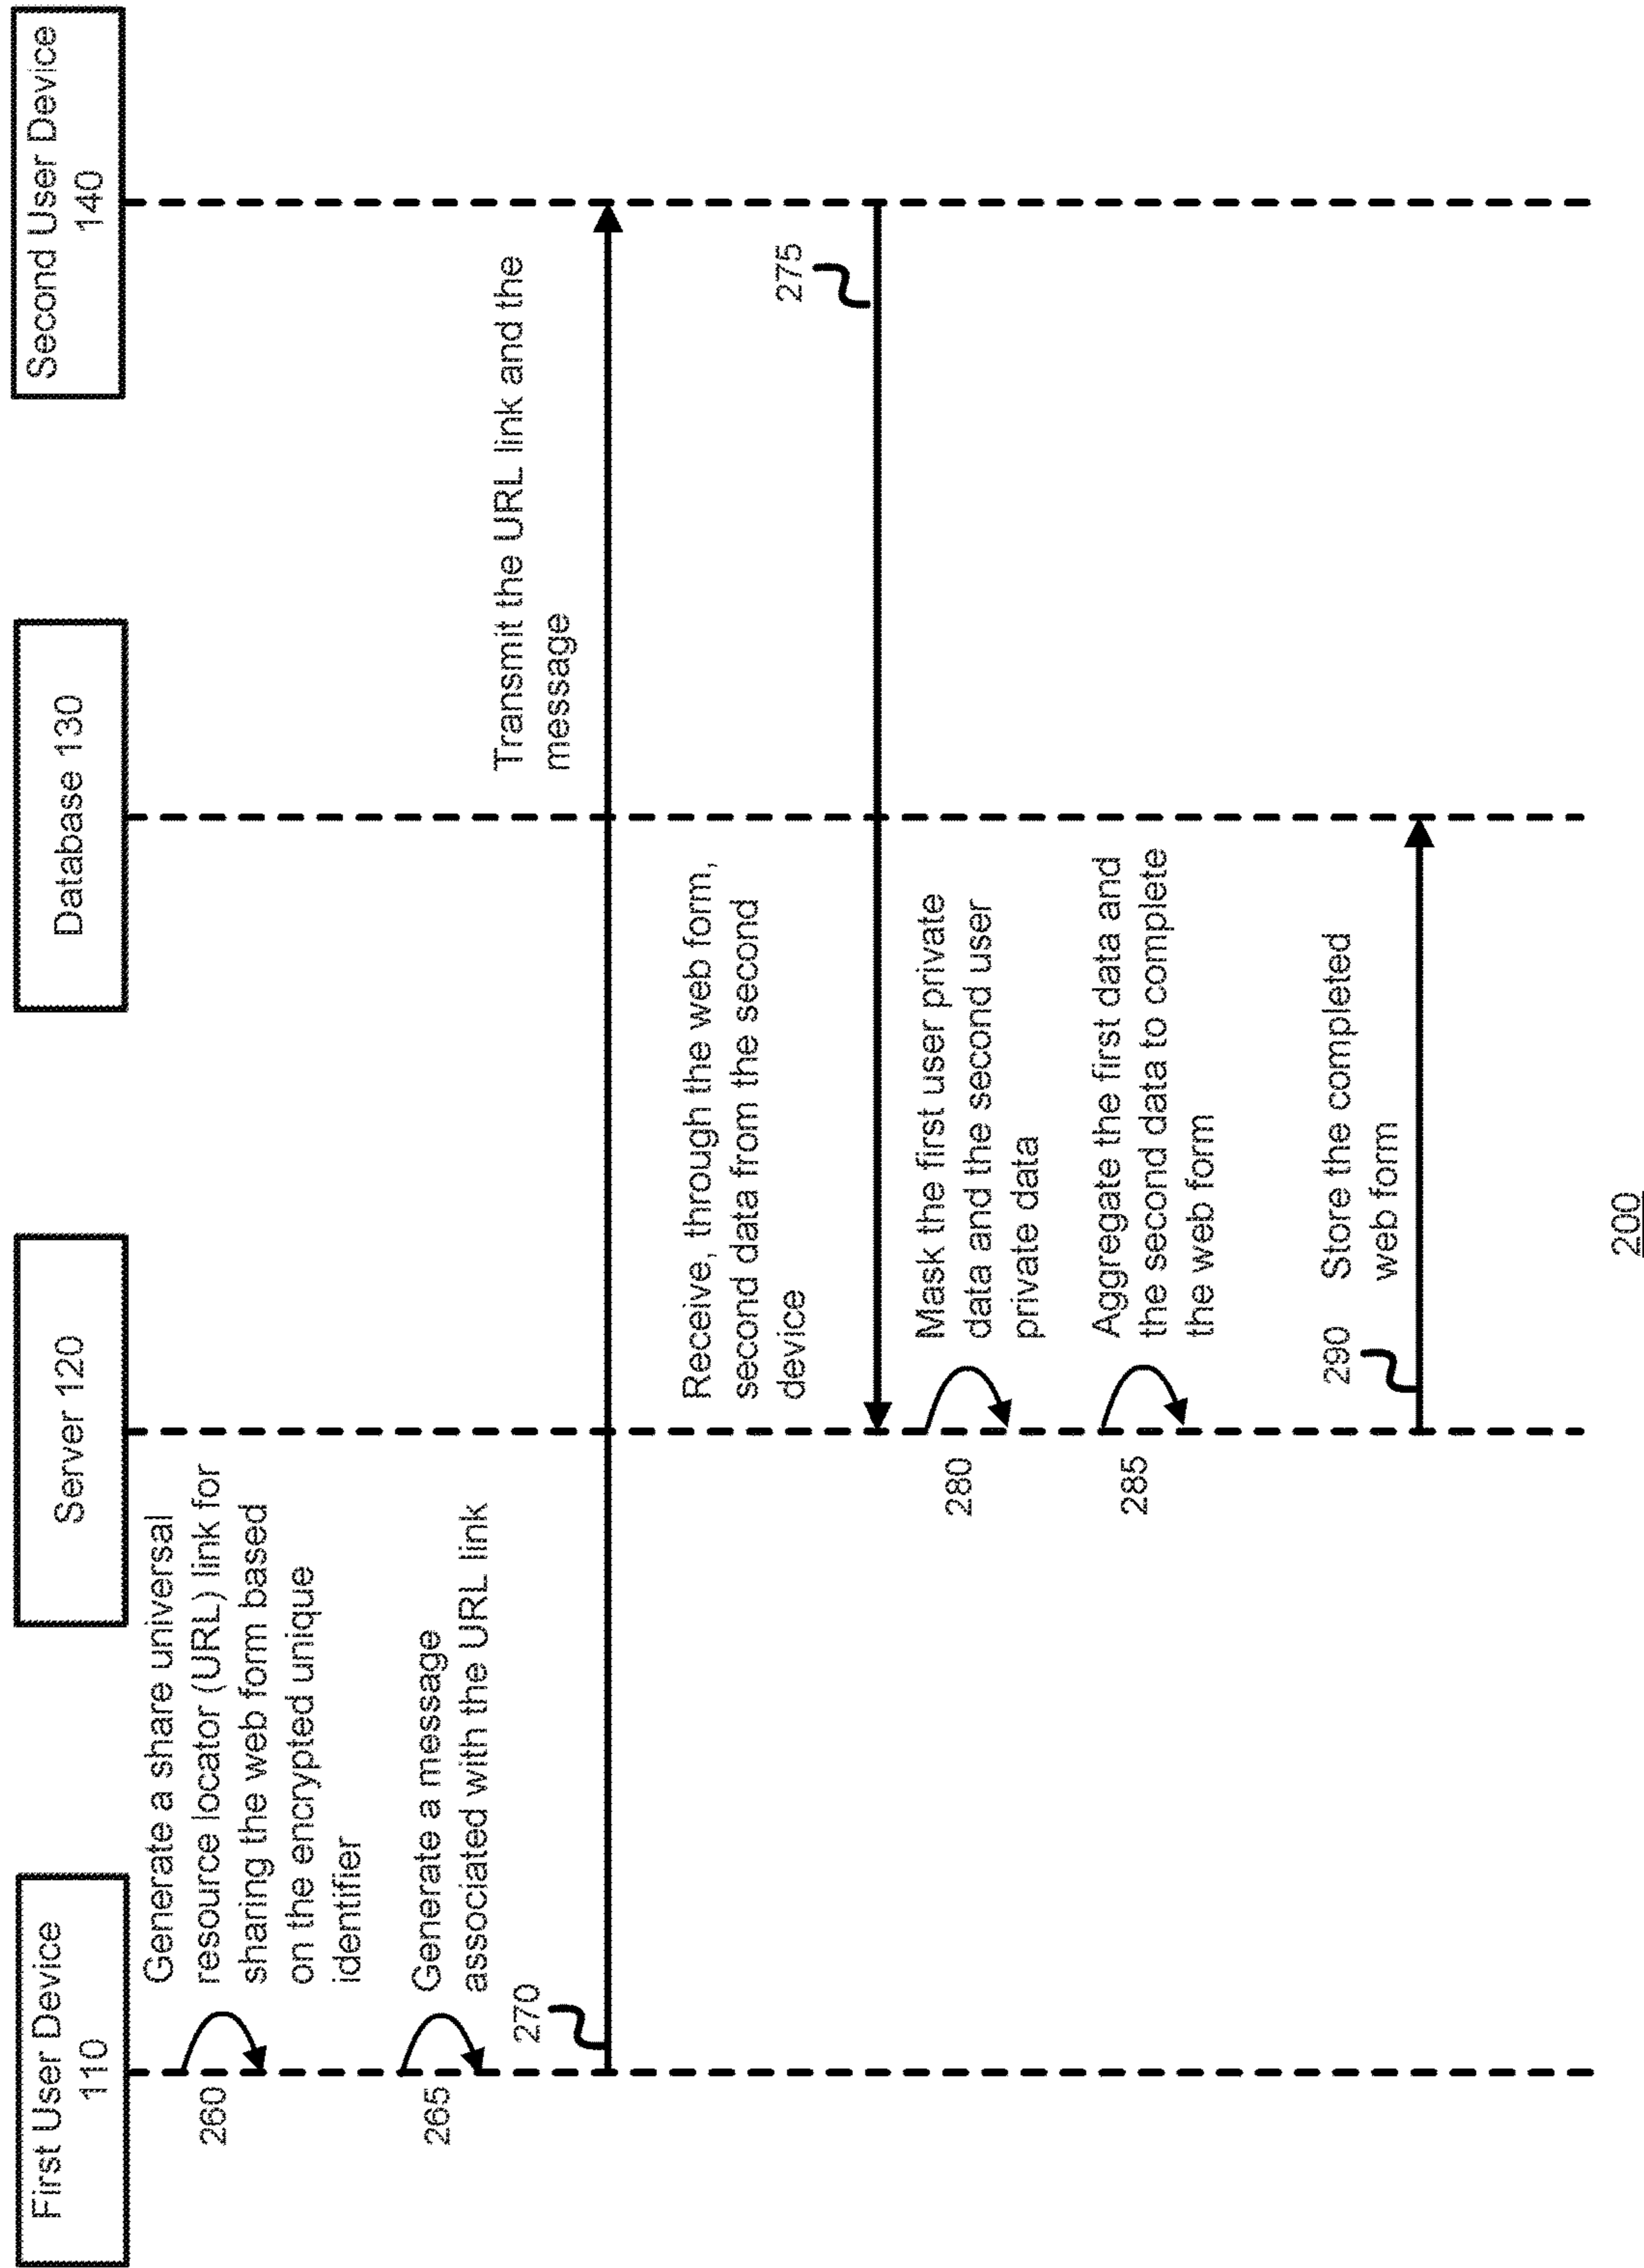 First User Device
110
Server 120
Database 130
Second User Device
140
260
Generate a share universal
resource locator (URL) link for
sharing the web form based
on the encrypted unique
identifier
265
Generate a message
associated with the URL link
270
Transmit the URL link and the
message
Receive, through the web form,
second data from the second
device
275
280
Mask the first user private
data and the second user
private data
285
Aggregate the first data and
the second data to complete
the web form
290
Store the completed
web form
200